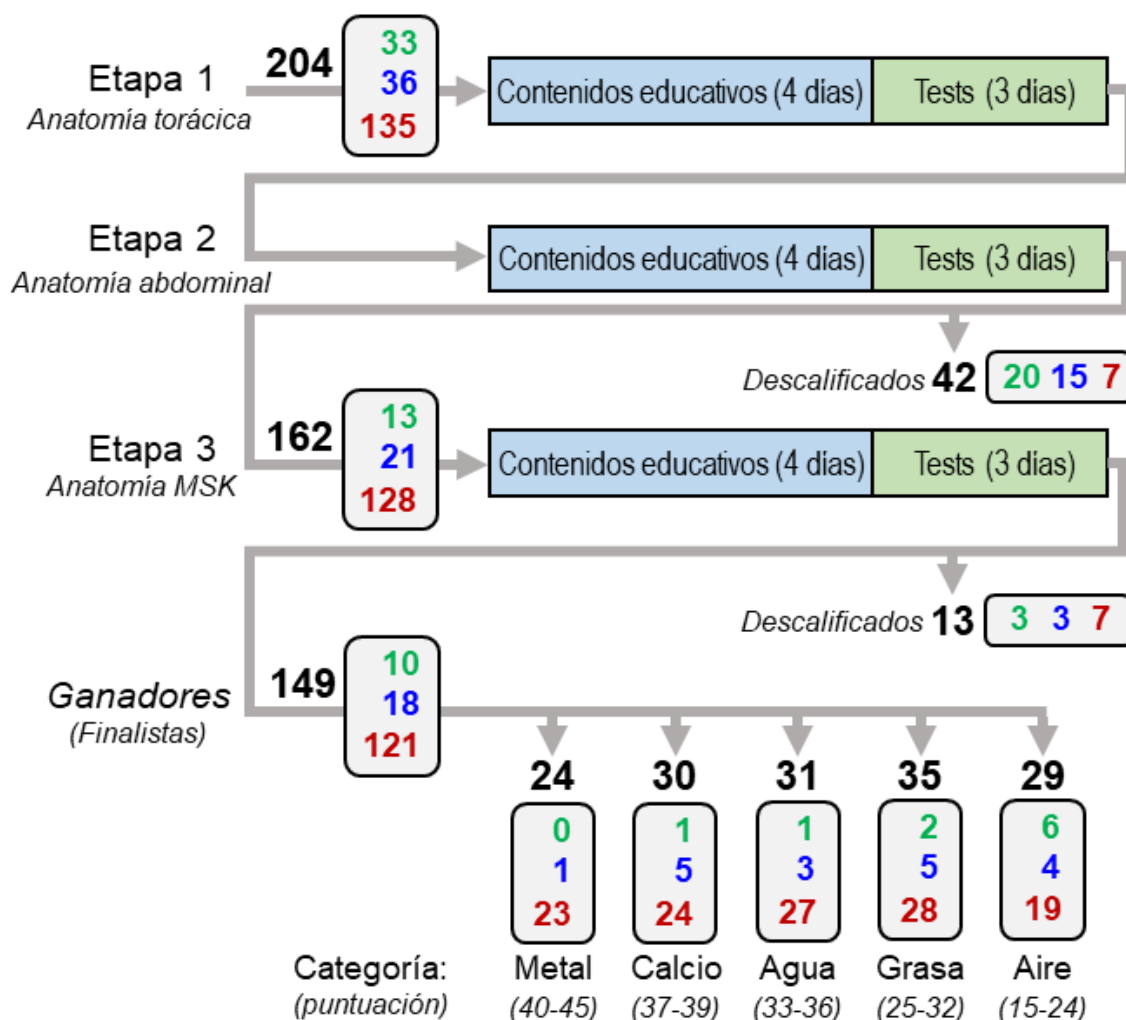 204
33
36
135
Etapa 1
Anatomía torácica
Contenidos educativos (4 días)
Tests (3 días)
Etapa 2
Anatomía abdominal
Contenidos educativos (4 días)
Tests (3 días)
Descalificados 42
20 15 7
162
13
21
128
Etapa 3
Anatomía MSK
Contenidos educativos (4 días)
Tests (3 días)
Descalificados 13
3 3 7
149
10
18
121
Ganadores
(Finalistas)
24 30 31 35 29
0 1 1 2 6
1 5 3 5 4
23 24 27 28 19
Categoría: Metal Calcio Agua Grasa Aire
(puntuación) (40-45) (37-39) (33-36) (25-32) (15-24)